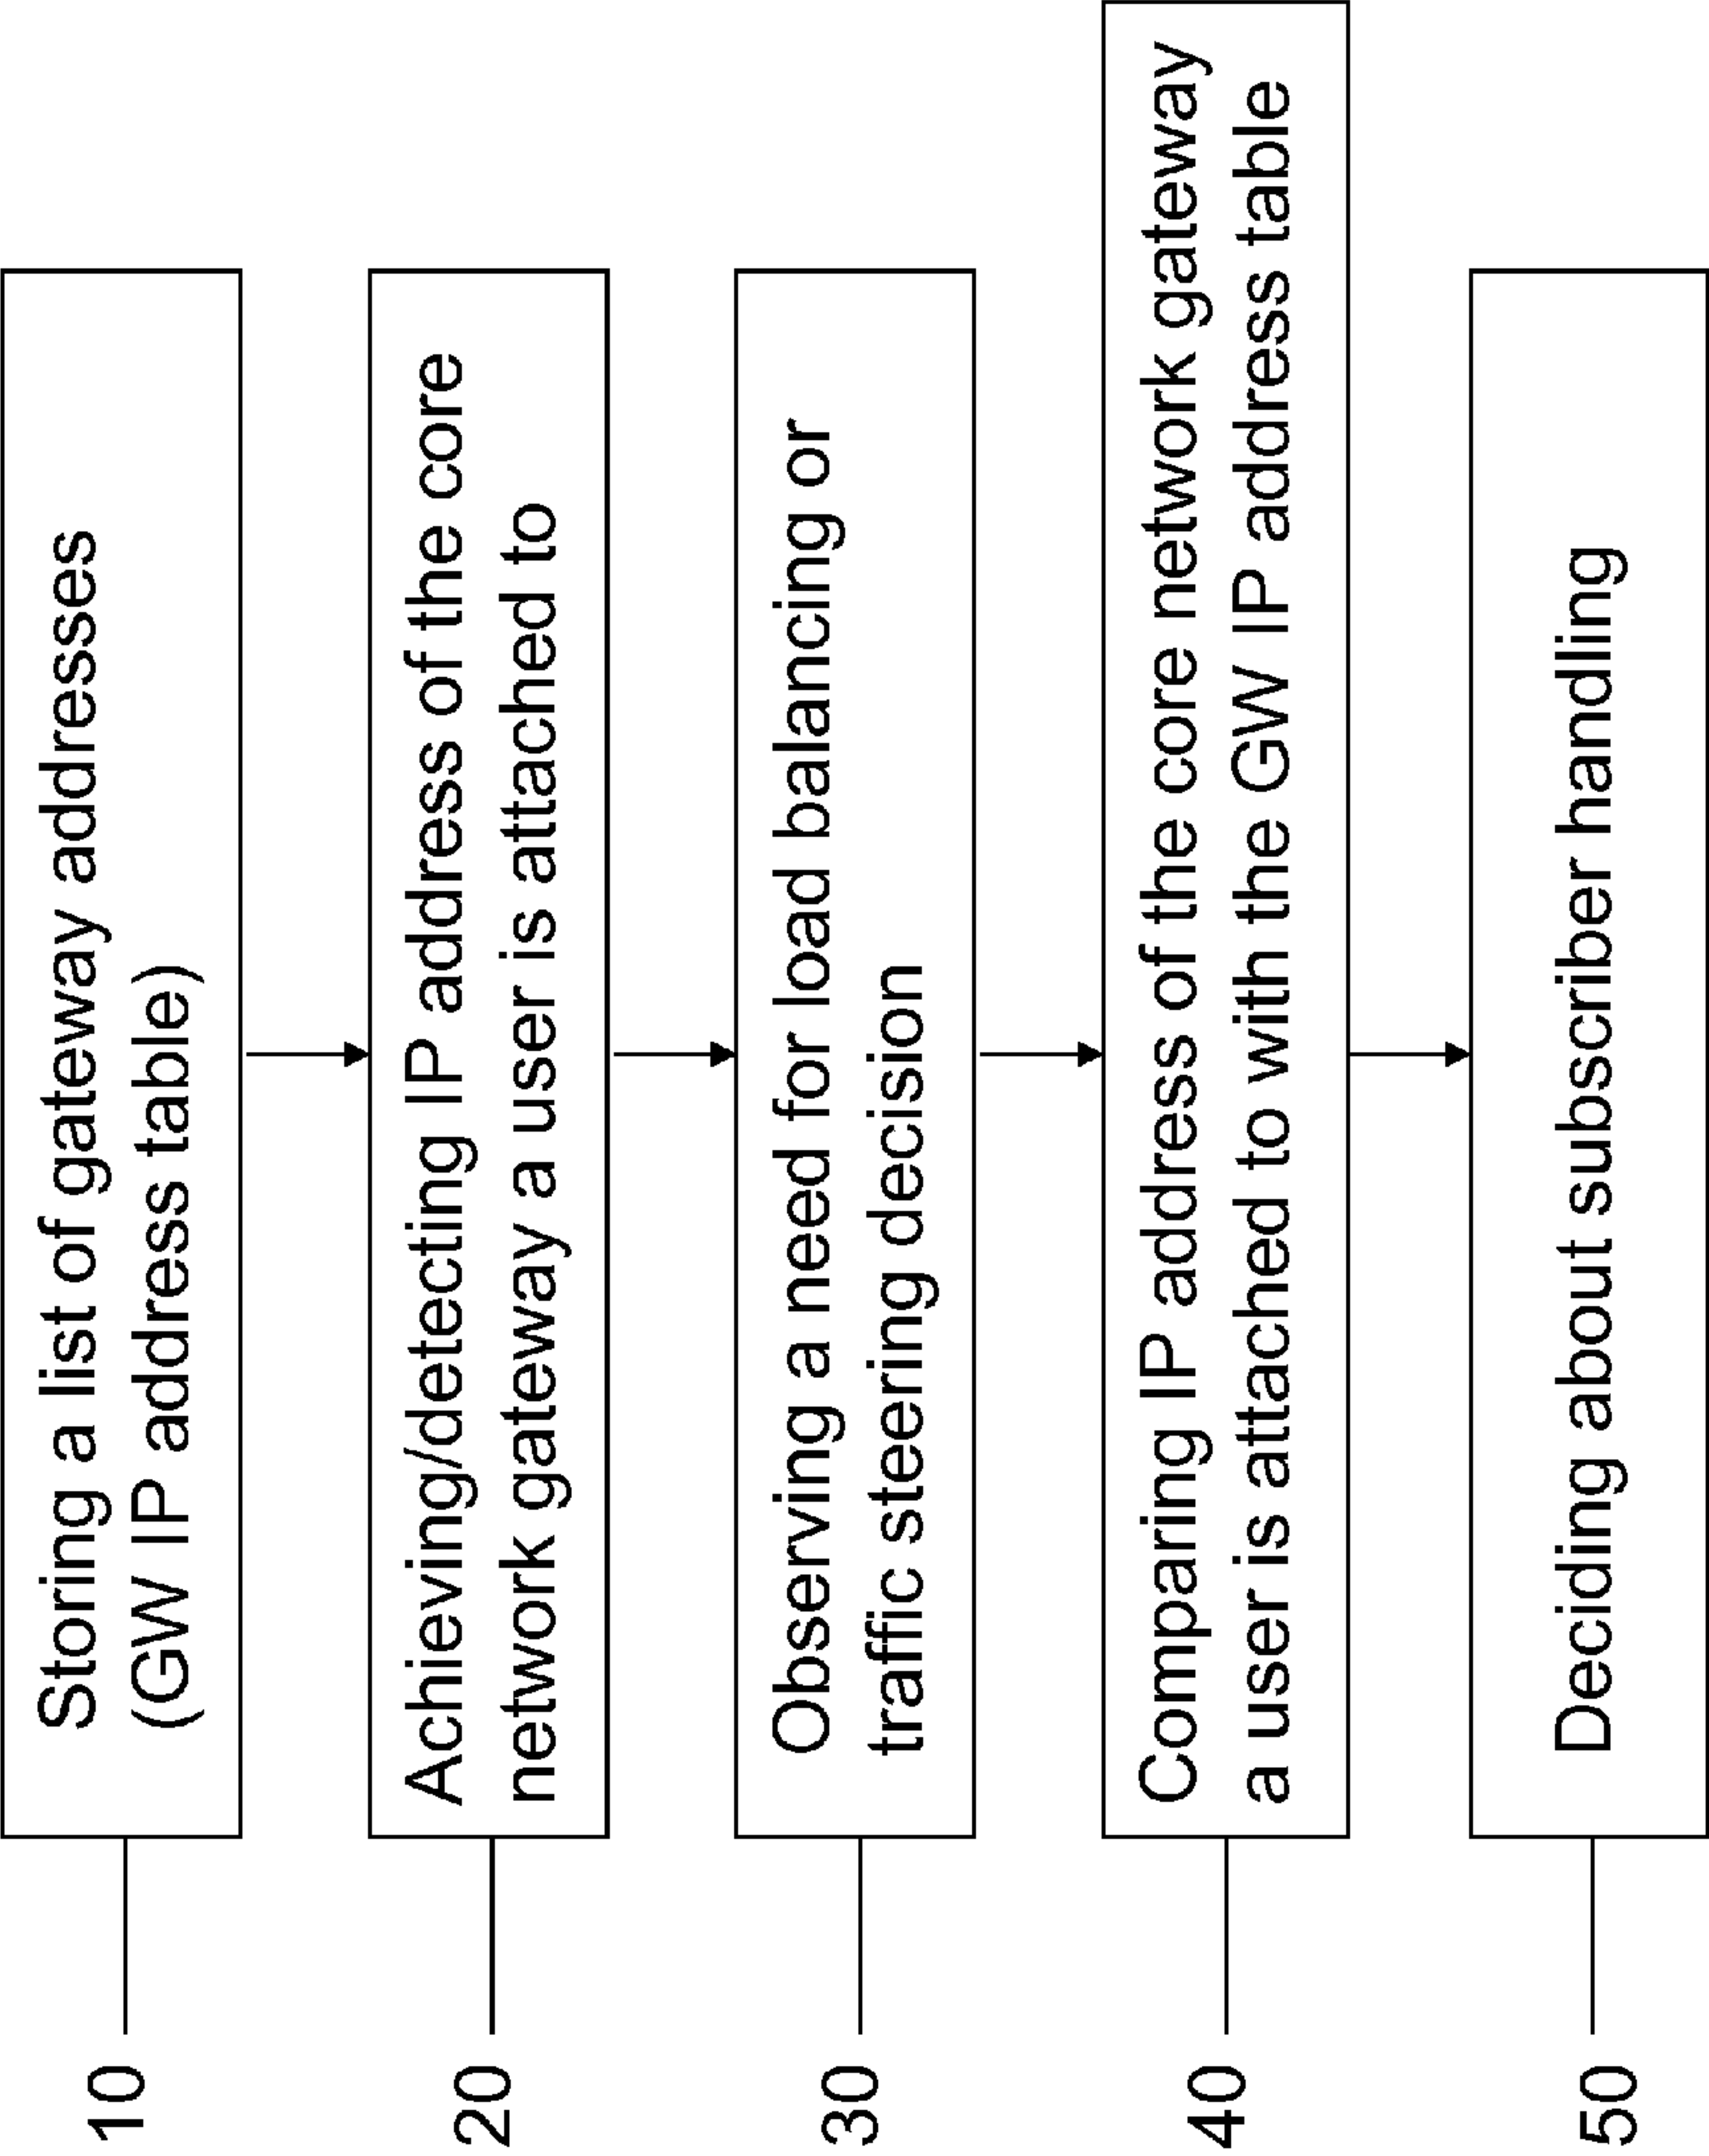 10
Storing a list of gateway addresses
(GW IP address table)
20
Achieving/detecting IP address of the core
network gateway a user is attached to
30
Observing a need for load balancing or
traffic steering decision
40
Comparing IP address of the core network gateway
a user is attached to with the GW IP address table
50
Deciding about subscriber handling